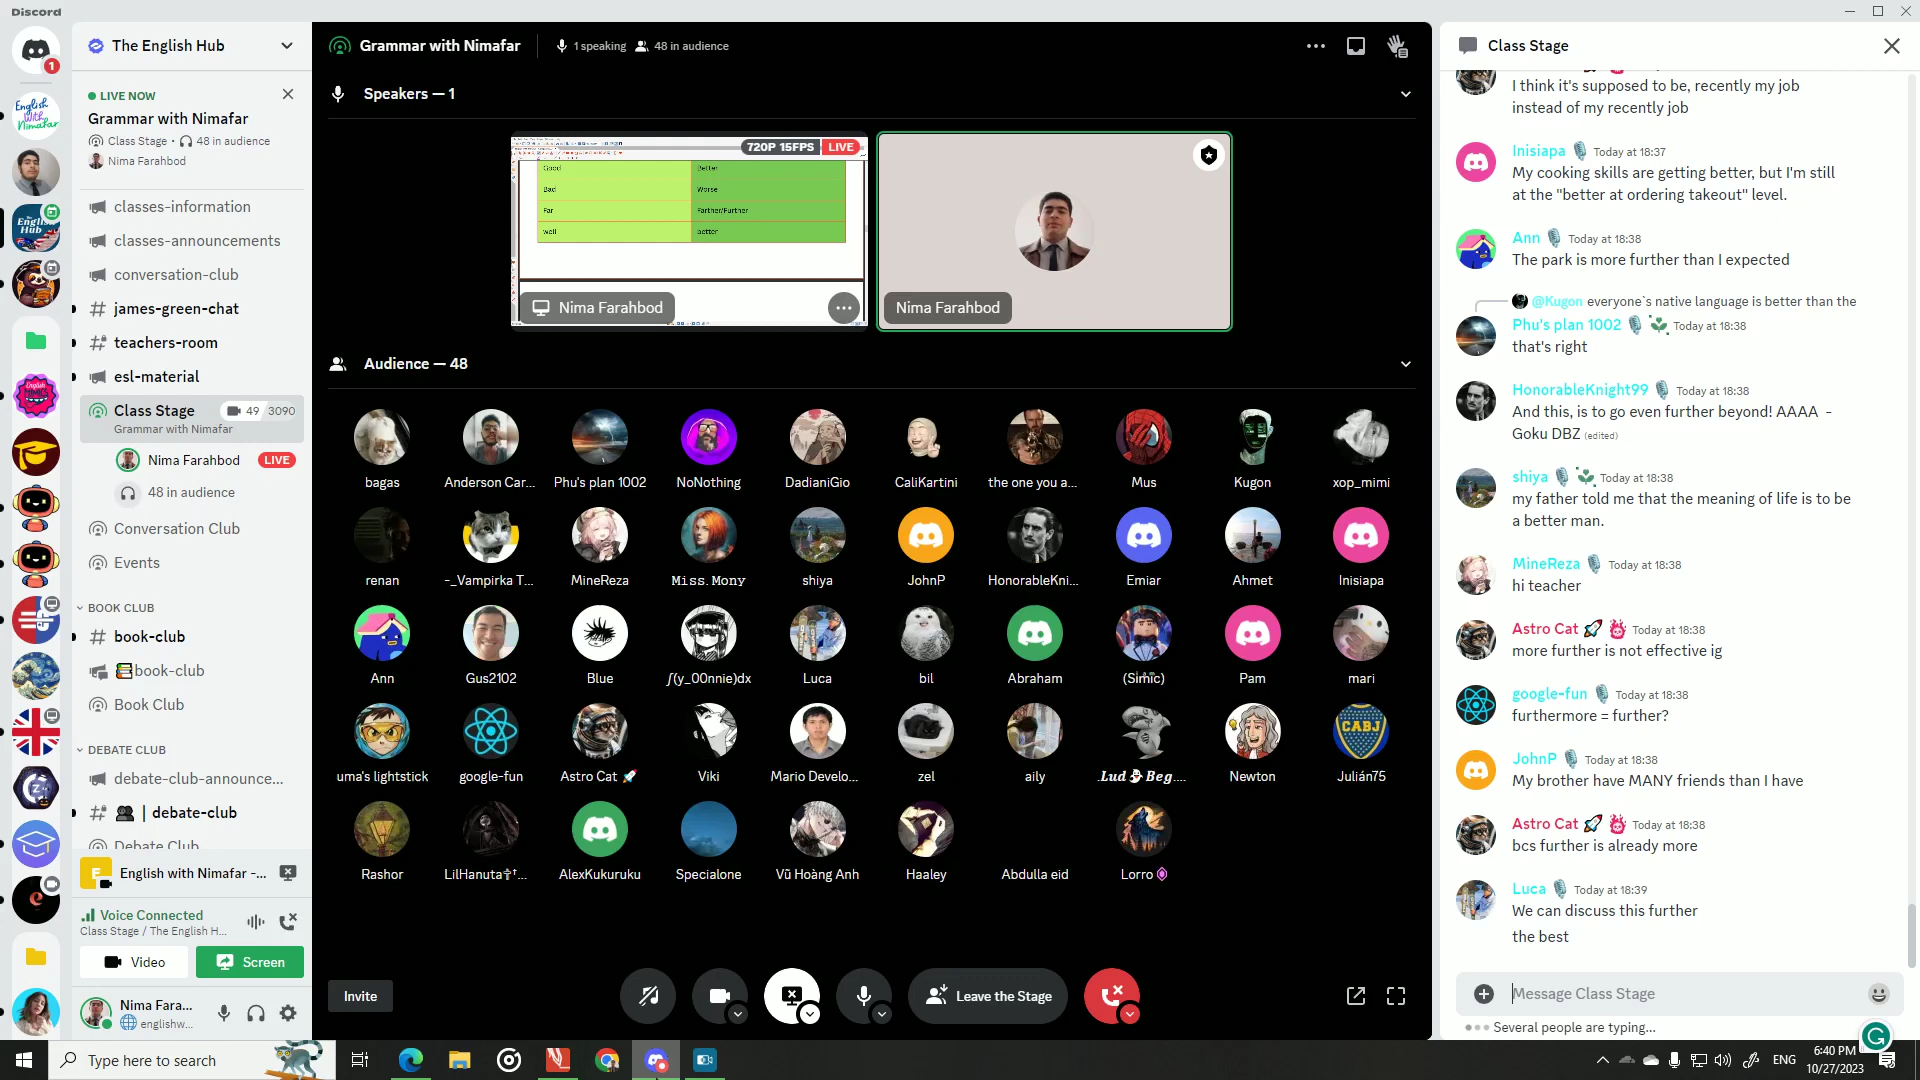 Discord
The English Hub
LIVE NOW
Grammar with Nimafar
Class Stage • 48 in audience
Nima Farahbod
classes-information
classes-announcements
conversation-club
james-green-chat
teachers-room
esl-material
Class Stage 49 3090
Grammar with Nimafar
Nima Farahbod LIVE
48 in audience
Conversation Club
Events
BOOK CLUB
book-club
book-club
Book Club
DEBATE CLUB
debate-club-announce...
| debate-club
Debate Club
English with Nimafar -...
Voice Connected
Class Stage / The English H...
Video
Screen
Nima Fara...
englishw...
1
English With Nimafar
The English Hub
Grammar with Nimafar
1 speaking
48 in audience
Speakers — 1
720P 15FPS LIVE
Good Better
Bad Worse
Far Farther/Further
well better
Nima Farahbod
Nima Farahbod
Audience — 48
bagas Anderson Car... Phu's plan 1002 NoNothing DadianiGio CaliKartini the one you a... Mus Kugon xop_mimi
renan -_Vampirka T... MineReza Miss.Mony shiya JohnP HonorableKni... Emiar Ahmet Inisiapa
Ann Gus2102 Blue ∫(y_00nnie)dx Luca bil Abraham (Simic) Pam mari
uma's lightstick google-fun Astro Cat 🚀 Viki Mario Develo... zel aily .Lud Beg.... Newton Julián75
CABJ
Rashor LilHanuta✞'... AlexKukuruku Specialone Vũ Hoàng Anh Haaley Abdulla eid Lorro
Invite
Leave the Stage
Class Stage
I think it's supposed to be, recently my job
instead of my recently job
Inisiapa 🎙️ Today at 18:37
My cooking skills are getting better, but I'm still
at the "better at ordering takeout" level.
Ann 🎙️ Today at 18:38
The park is more further than I expected
@Kugon everyone`s native language is better than the
Phu's plan 1002 🎙️ Today at 18:38
that's right
HonorableKnight99 🎙️ Today at 18:38
And this, is to go even further beyond! AAAA -
Goku DBZ (edited)
shiya 🎙️ Today at 18:38
my father told me that the meaning of life is to be
a better man.
MineReza 🎙️ Today at 18:38
hi teacher
Astro Cat 🚀 Today at 18:38
more further is not effective ig
google-fun 🎙️ Today at 18:38
furthermore = further?
JohnP 🎙️ Today at 18:38
My brother have MANY friends than I have
Astro Cat 🚀 Today at 18:38
bcs further is already more
Luca 🎙️ Today at 18:39
We can discuss this further
the best
Message Class Stage
Several people are typing...
Type here to search
ENG
6:40 PM
10/27/2023